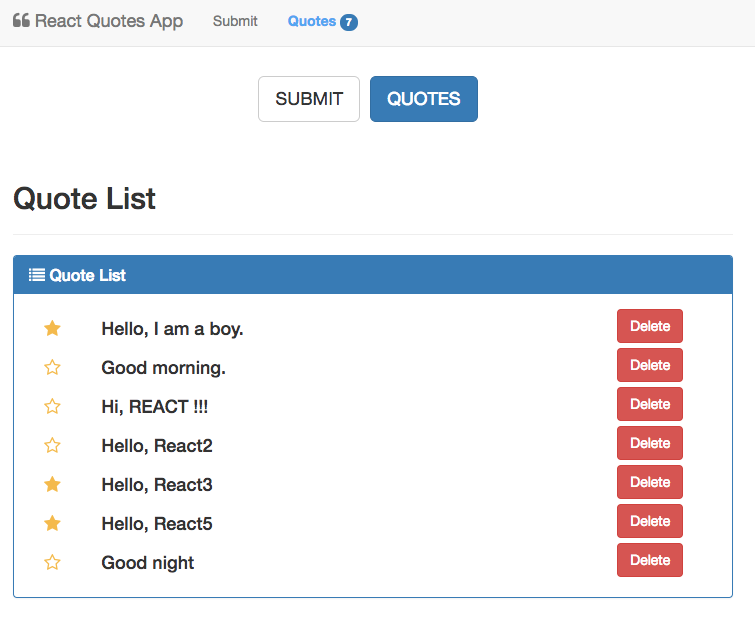 React Quotes App Submit Quotes 7
SUBMIT QUOTES
Quote List
Quote List
Hello, I am a boy. Delete
Good morning. Delete
Hi, REACT !!! Delete
Hello, React2 Delete
Hello, React3 Delete
Hello, React5 Delete
Good night Delete